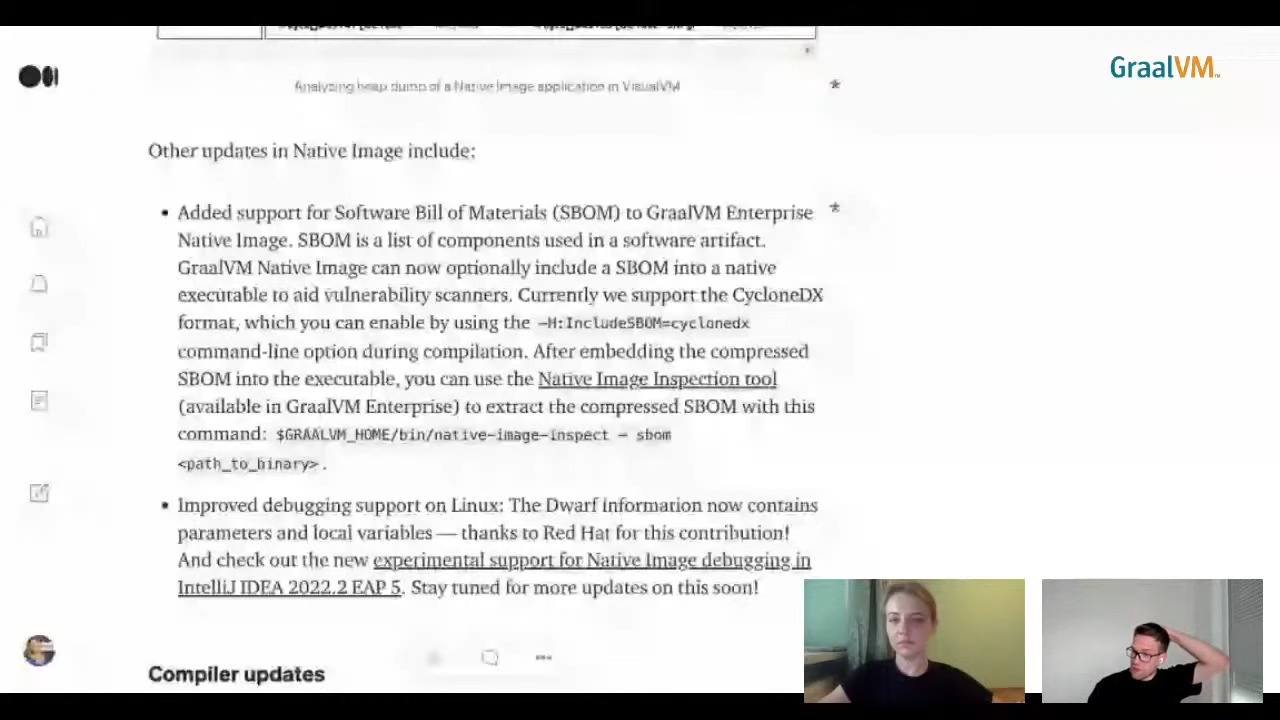 GraalVM
Analyzing heap dump of a Native Image application in VisualVM
Other updates in Native Image include:
• Added support for Software Bill of Materials (SBOM) to GraalVM Enterprise
Native Image. SBOM is a list of components used in a software artifact.
GraalVM Native Image can now optionally include a SBOM into a native
executable to aid vulnerability scanners. Currently we support the CycloneDX
format, which you can enable by using the -H:IncludeSBOM=cyclonedx
command-line option during compilation. After embedding the compressed
SBOM into the executable, you can use the Native Image Inspection tool
(available in GraalVM Enterprise) to extract the compressed SBOM with this
command: $GRAALVM_HOME/bin/native-image-inspect — sbom
<path_to_binary>.
• Improved debugging support on Linux: The Dwarf information now contains
parameters and local variables — thanks to Red Hat for this contribution!
And check out the new experimental support for Native Image debugging in
IntelliJ IDEA 2022.2 EAP 5. Stay tuned for more updates on this soon!
Compiler updates